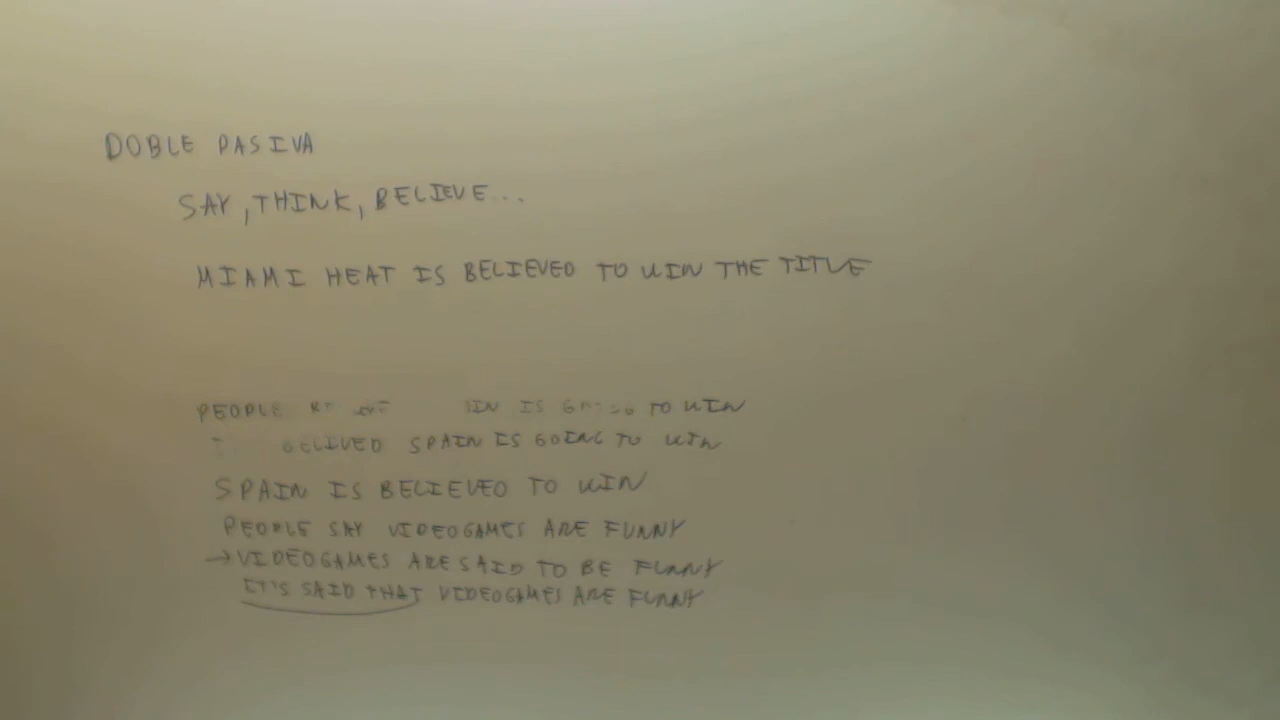 DOBLE PASIVA
SAY, THINK, BELIEVE...
MIAMI HEAT IS BELIEVED TO WIN THE TITLE
PEOPLE IS GOING TO WIN
BELIVED SPAIN IS GOING TO WIN
SPAIN IS BELIEVED TO WIN
PEOPLE SAY VIDEOGAMES ARE FUNNY
→VIDEOGAMES ARE SAID TO BE FUNNY
IT'S SAID THAT VIDEOGAMES ARE FUNNY